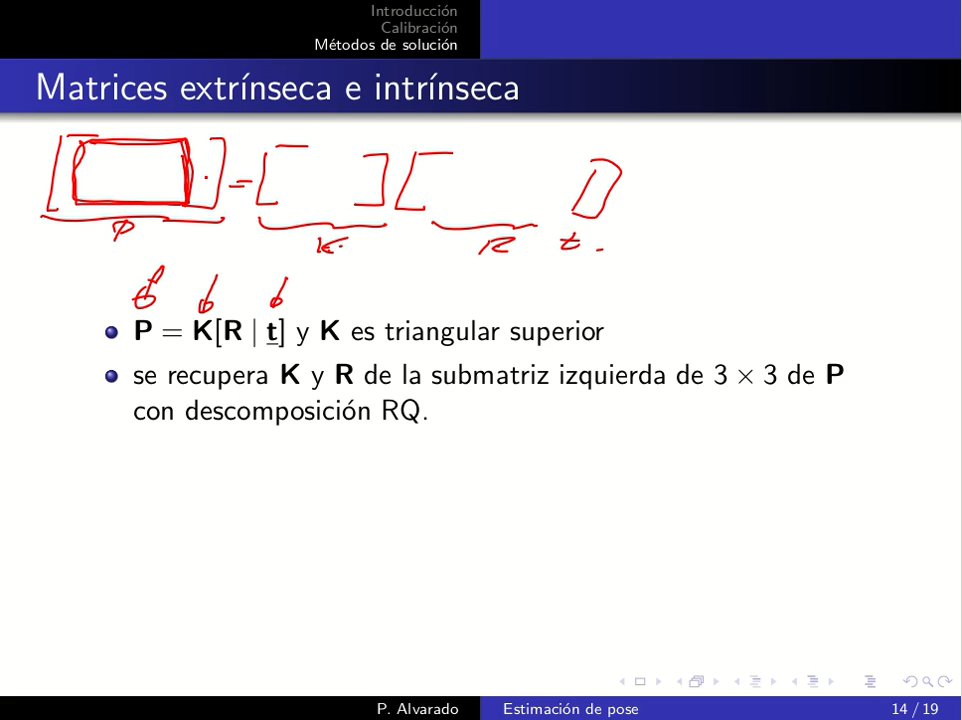 Introducción
Calibración
Métodos de solución
Matrices extrínseca e intrínseca
[ . ] = [ ] [
P K R t
P = K[R | t] y K es triangular superior
se recupera K y R de la submatriz izquierda de 3 × 3 de P
con descomposición RQ.
P. Alvarado Estimación de pose 14 / 19